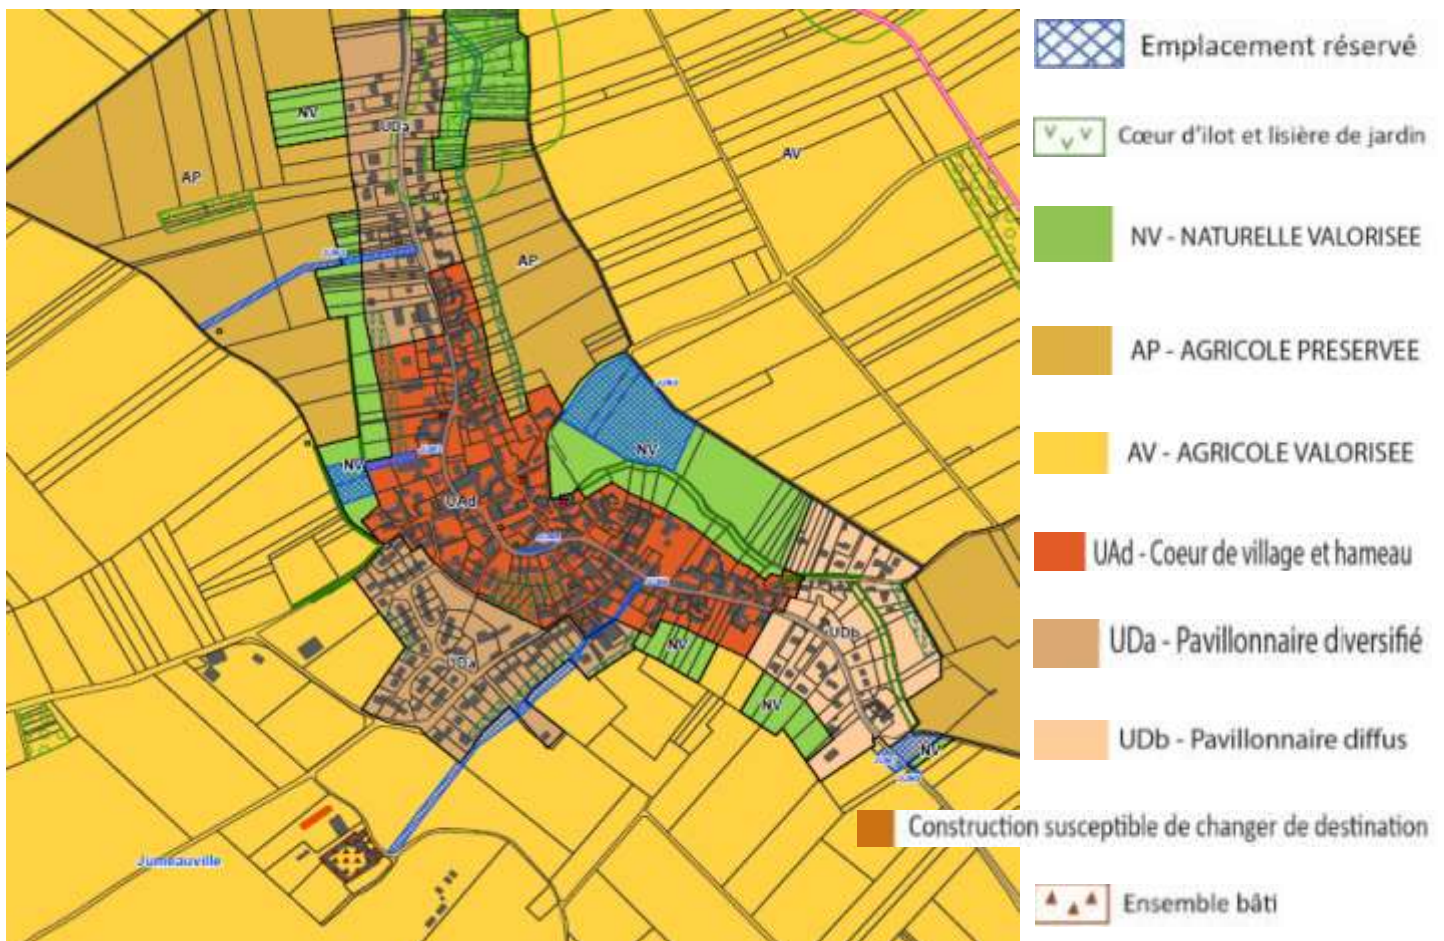 NV
UDa
AV
AP
AP
NV
NV
UAd
UDa
NV
UDb
NV
NV
Jumeauville
Emplacement réservé
Cœur d'ilot et lisière de jardin
NV - NATURELLE VALORISEE
AP - AGRICOLE PRESERVEE
AV - AGRICOLE VALORISEE
UAd - Coeur de village et hameau
UDa - Pavillonnaire diversifié
UDb - Pavillonnaire diffus
Construction susceptible de changer de destination
Ensemble bâti